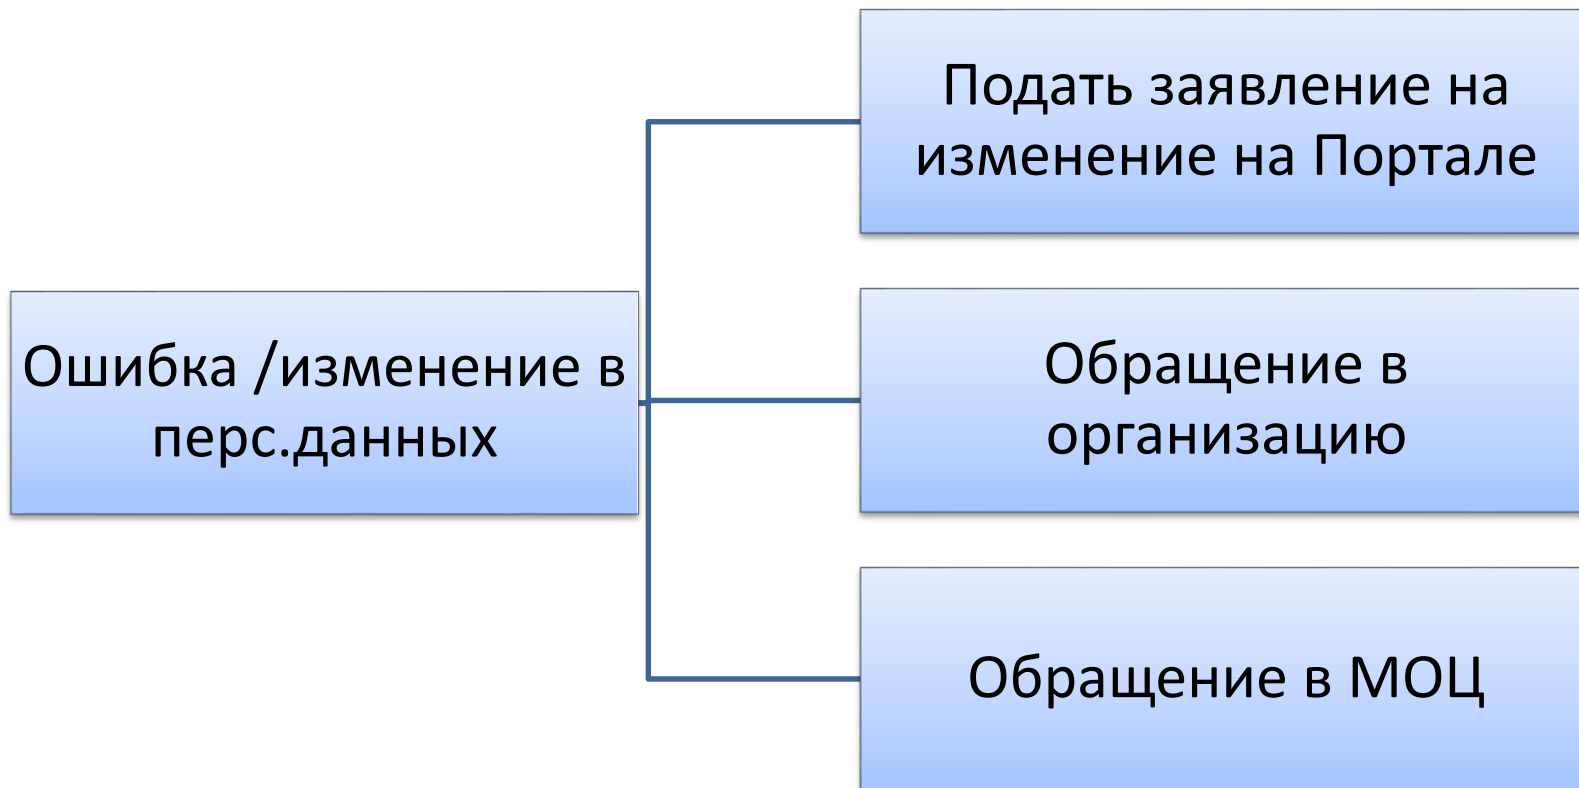 Подать заявление на
изменение на Портале
Ошибка /изменение в
перс.данных
Обращение в
организацию
Обращение в МОЦ